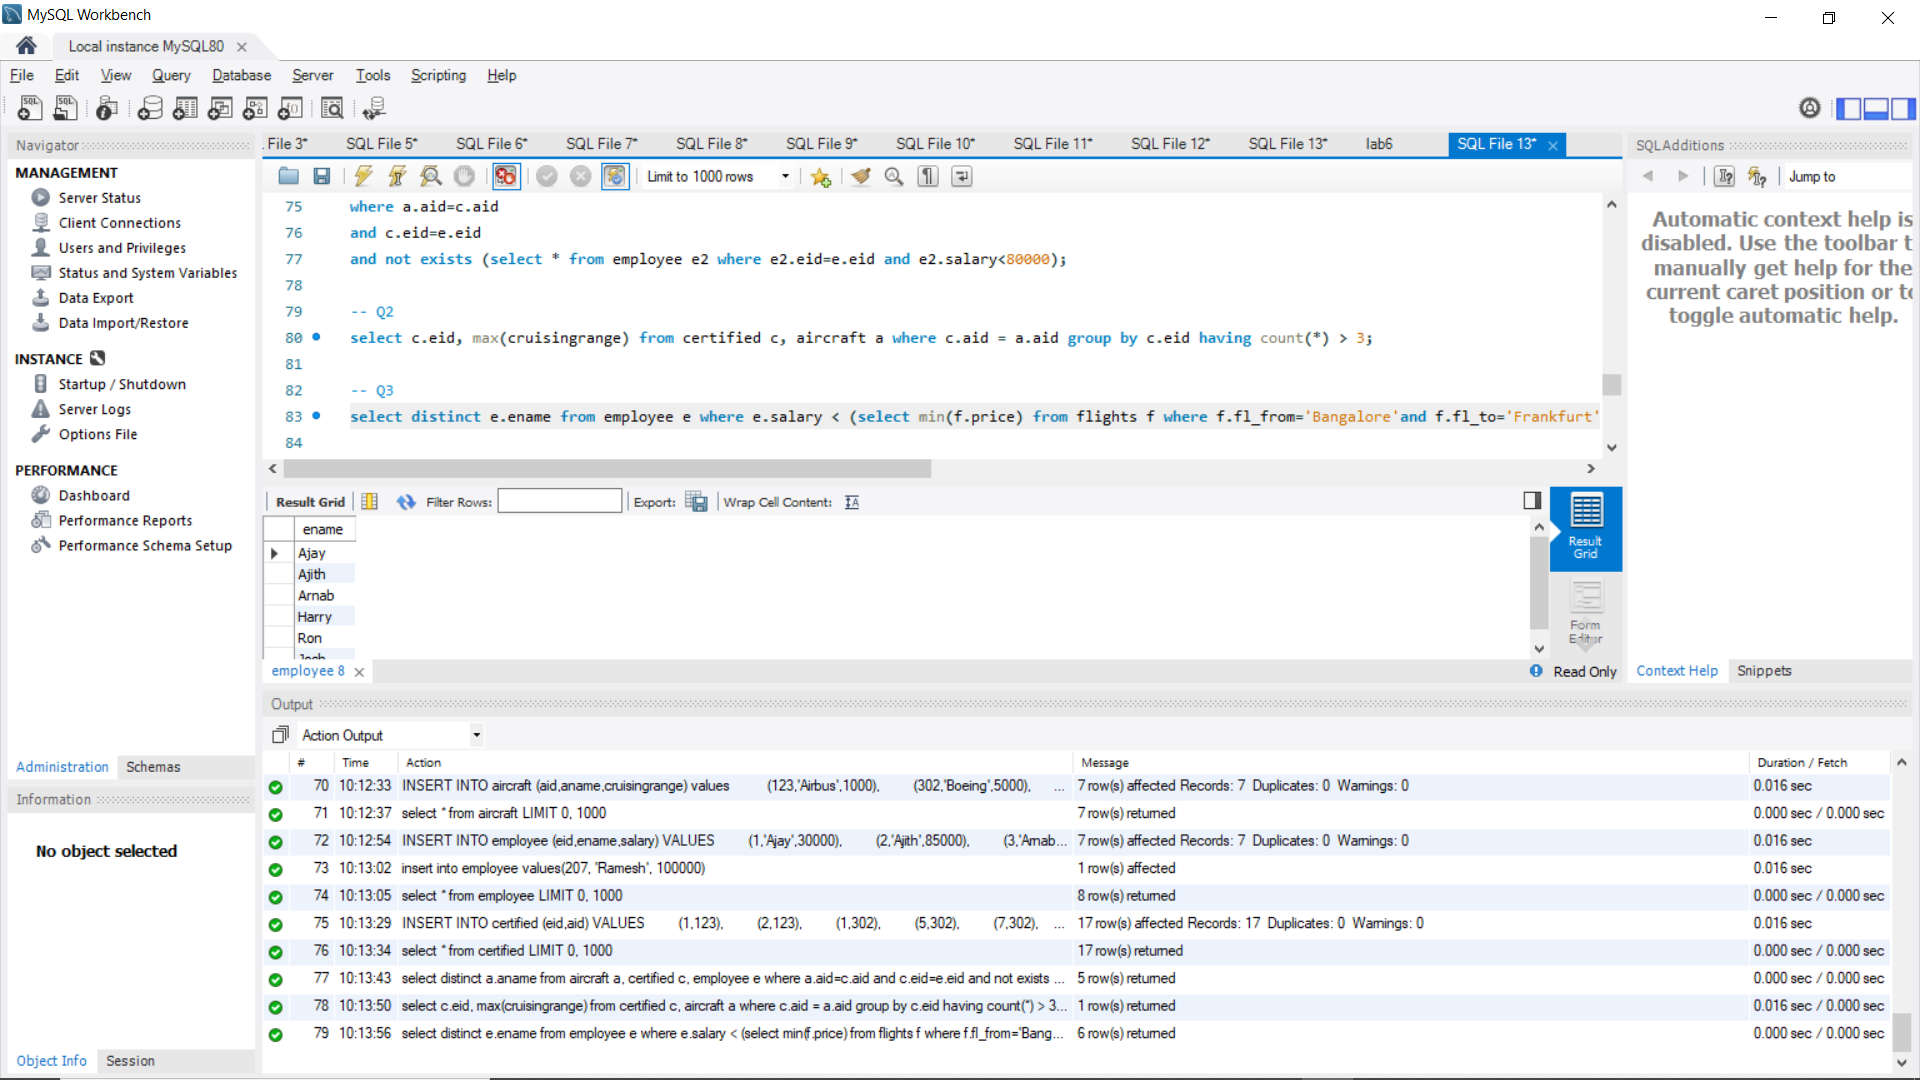 MySQL Workbench
Local instance MySQL80
File Edit View Query Database Server Tools Scripting Help
Navigator
MANAGEMENT
Server Status
Client Connections
Users and Privileges
Status and System Variables
Data Export
Data Import/Restore
INSTANCE
Startup / Shutdown
Server Logs
Options File
PERFORMANCE
Dashboard
Performance Reports
Performance Schema Setup
Administration Schemas
Information
No object selected
Object Info Session
File 3* SQL File 5* SQL File 6* SQL File 7* SQL File 8* SQL File 9* SQL File 10* SQL File 11* SQL File 12* SQL File 13* lab6 SQL File 13*
Limit to 1000 rows
75 where a.aid=c.aid
76 and c.eid=e.eid
77 and not exists (select * from employee e2 where e2.eid=e.eid and e2.salary<80000);
78
79 -- Q2
80 select c.eid, max(cruisingrange) from certified c, aircraft a where c.aid = a.aid group by c.eid having count(*) > 3;
81
82 -- Q3
83 select distinct e.ename from employee e where e.salary < (select min(f.price) from flights f where f.fl_from='Bangalore'and f.fl_to='Frankfurt'
84
Result Grid Filter Rows: Export: Wrap Cell Content:
ename
Ajay
Ajith
Arnab
Harry
Ron
Result Grid
Form Editor
employee 8
Read Only
SQLAdditions
Jump to
Automatic context help is
disabled. Use the toolbar t
manually get help for the
current caret position or to
toggle automatic help.
Context Help Snippets
Output
Action Output
# Time Action Message Duration / Fetch
70 10:12:33 INSERT INTO aircraft (aid,aname,cruisingrange) values (123,'Airbus',1000), (302,'Boeing',5000), ... 7 row(s) affected Records: 7 Duplicates: 0 Warnings: 0 0.016 sec
71 10:12:37 select * from aircraft LIMIT 0, 1000 7 row(s) returned 0.000 sec / 0.000 sec
72 10:12:54 INSERT INTO employee (eid,ename,salary) VALUES (1,'Ajay',30000), (2,'Ajith',85000), (3,'Arnab... 7 row(s) affected Records: 7 Duplicates: 0 Warnings: 0 0.016 sec
73 10:13:02 insert into employee values(207, 'Ramesh', 100000) 1 row(s) affected 0.016 sec
74 10:13:05 select * from employee LIMIT 0, 1000 8 row(s) returned 0.000 sec / 0.000 sec
75 10:13:29 INSERT INTO certified (eid,aid) VALUES (1,123), (2,123), (1,302), (5,302), (7,302), ... 17 row(s) affected Records: 17 Duplicates: 0 Warnings: 0 0.016 sec
76 10:13:34 select * from certified LIMIT 0, 1000 17 row(s) returned 0.000 sec / 0.000 sec
77 10:13:43 select distinct a.aname from aircraft a, certified c, employee e where a.aid=c.aid and c.eid=e.eid and not exists ... 5 row(s) returned 0.000 sec / 0.000 sec
78 10:13:50 select c.eid, max(cruisingrange) from certified c, aircraft a where c.aid = a.aid group by c.eid having count(*) > 3... 1 row(s) returned 0.016 sec / 0.000 sec
79 10:13:56 select distinct e.ename from employee e where e.salary < (select min(f.price) from flights f where f.fl_from='Bang... 6 row(s) returned 0.000 sec / 0.000 sec